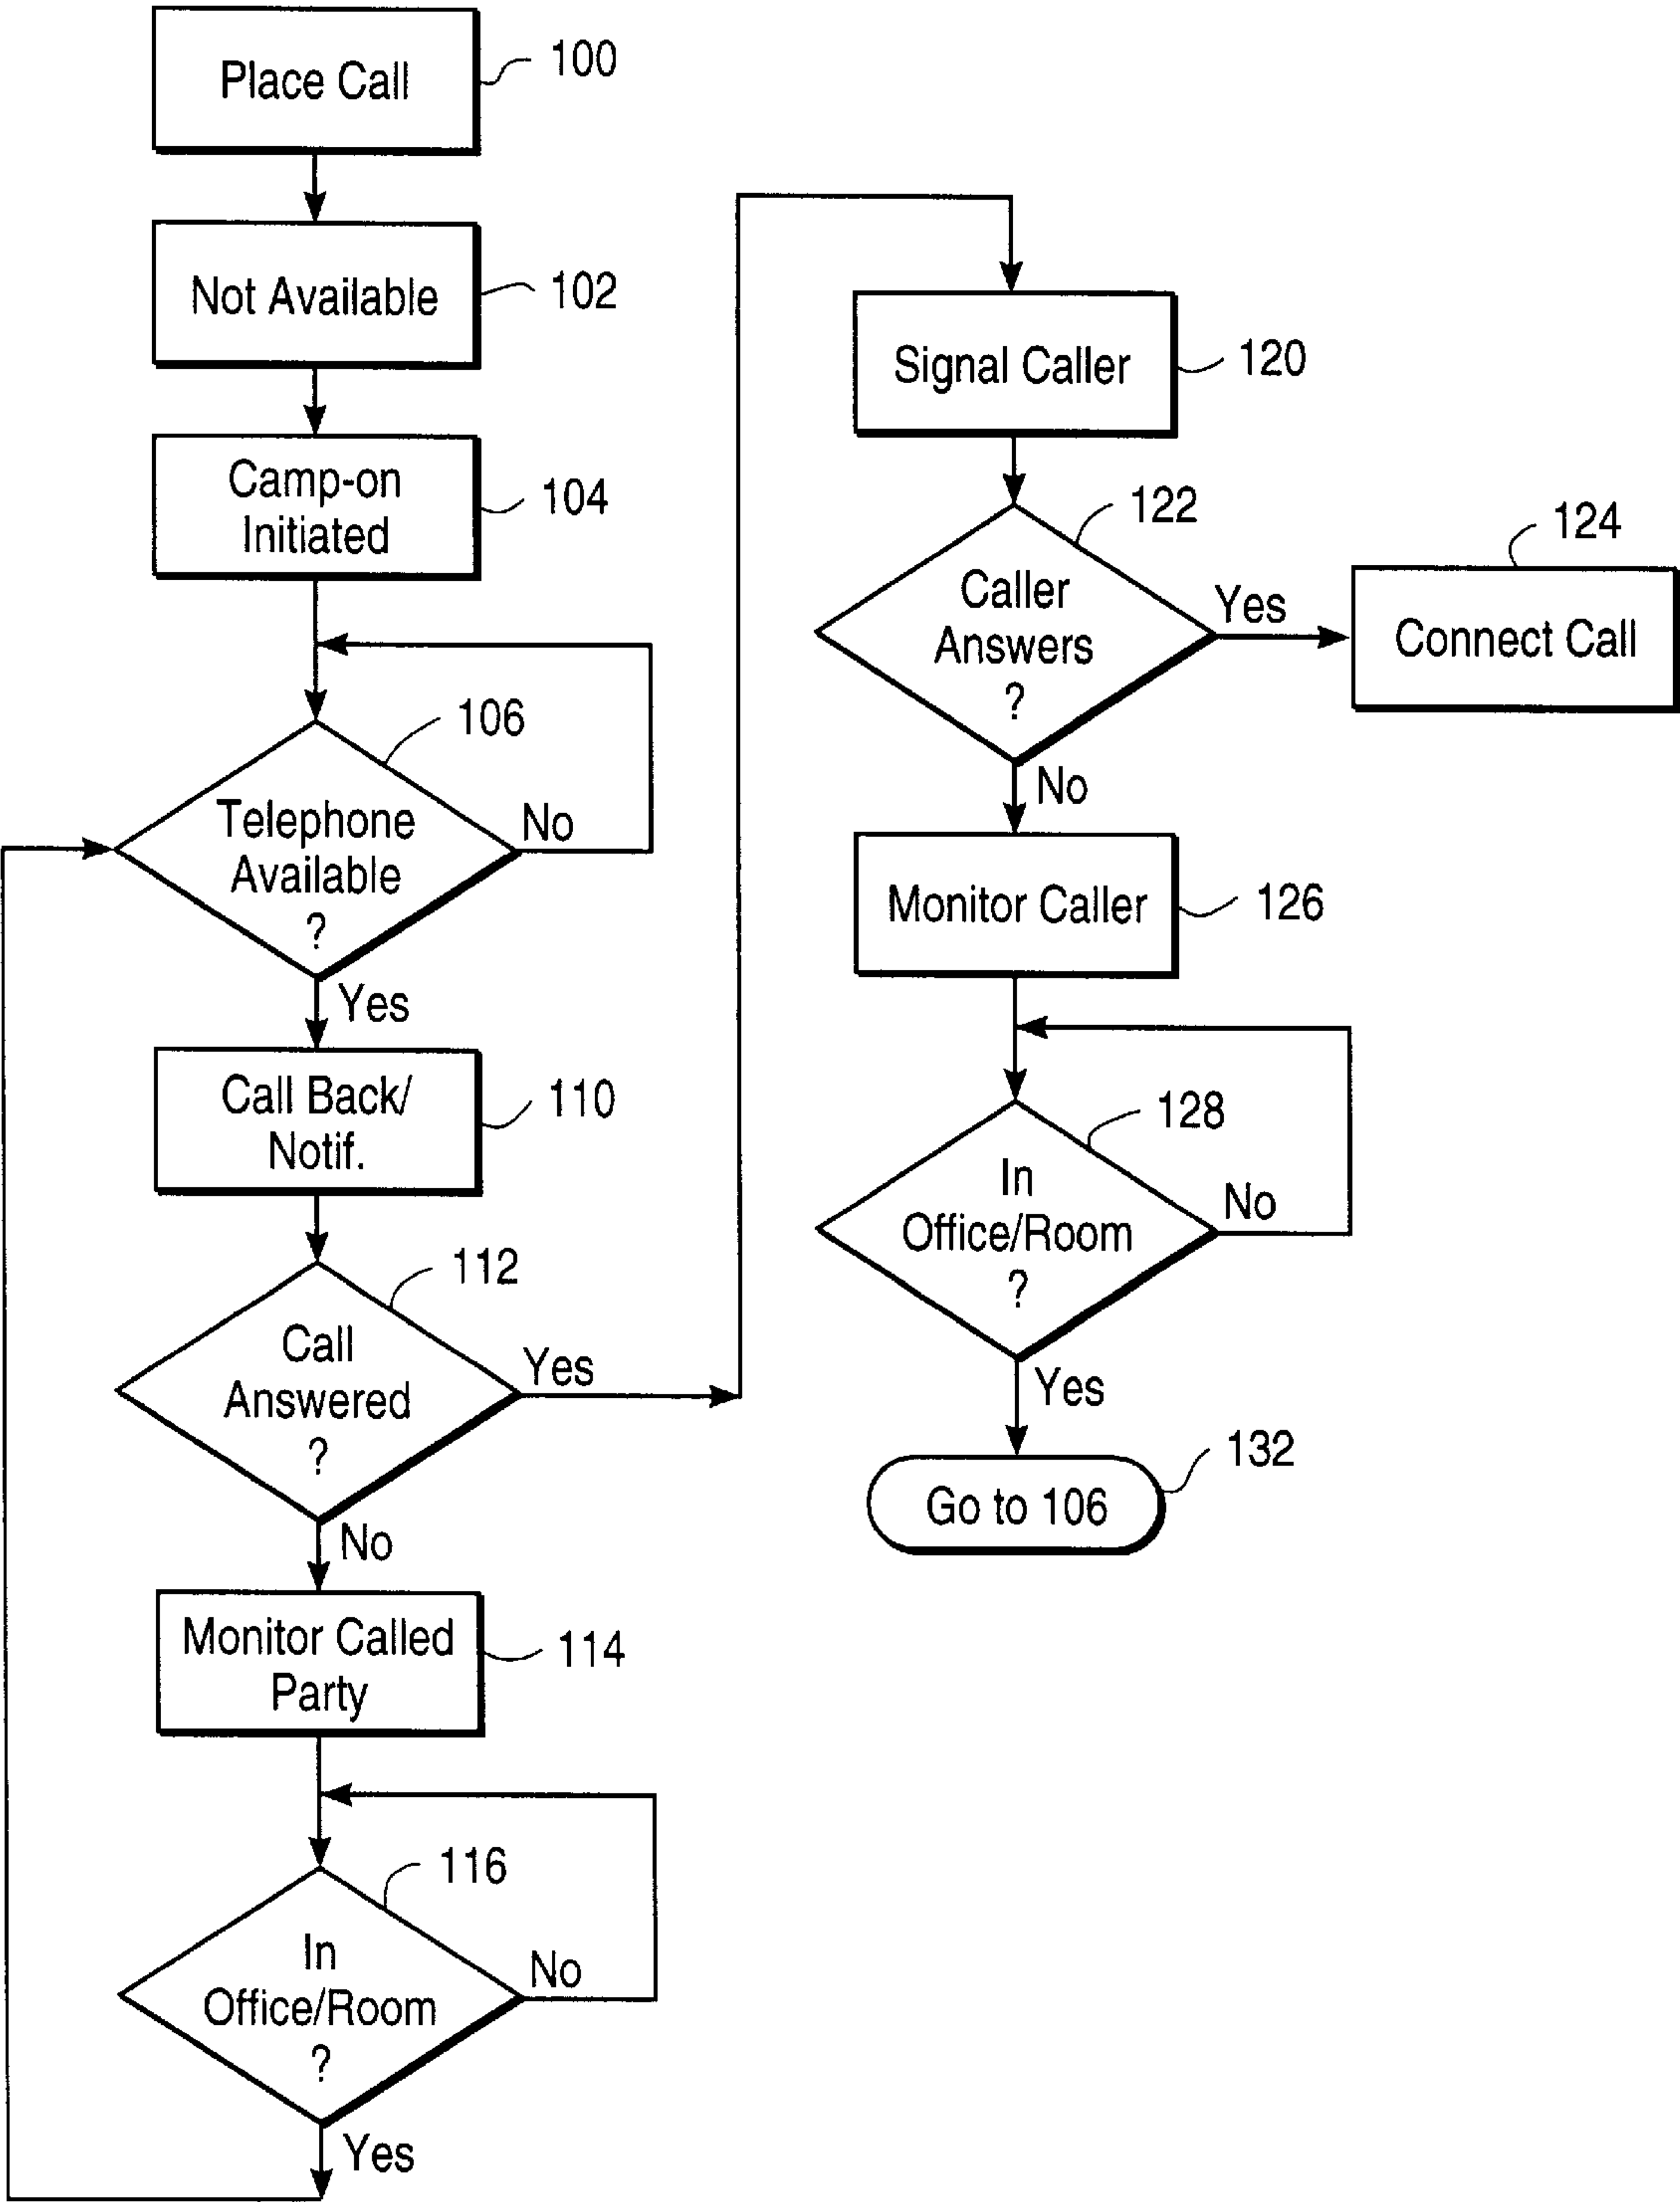 Place Call
100
Not Available
102
Camp-on
Initiated
104
106
Telephone
Available
?
No
Yes
Call Back/
Notif.
110
112
Call
Answered
?
Yes
No
Monitor Called
Party
114
116
In
Office/Room
?
No
Yes
Signal Caller
120
122
Caller
Answers
?
Yes
124
Connect Call
No
Monitor Caller
126
128
In
Office/Room
?
No
Yes
132
Go to 106